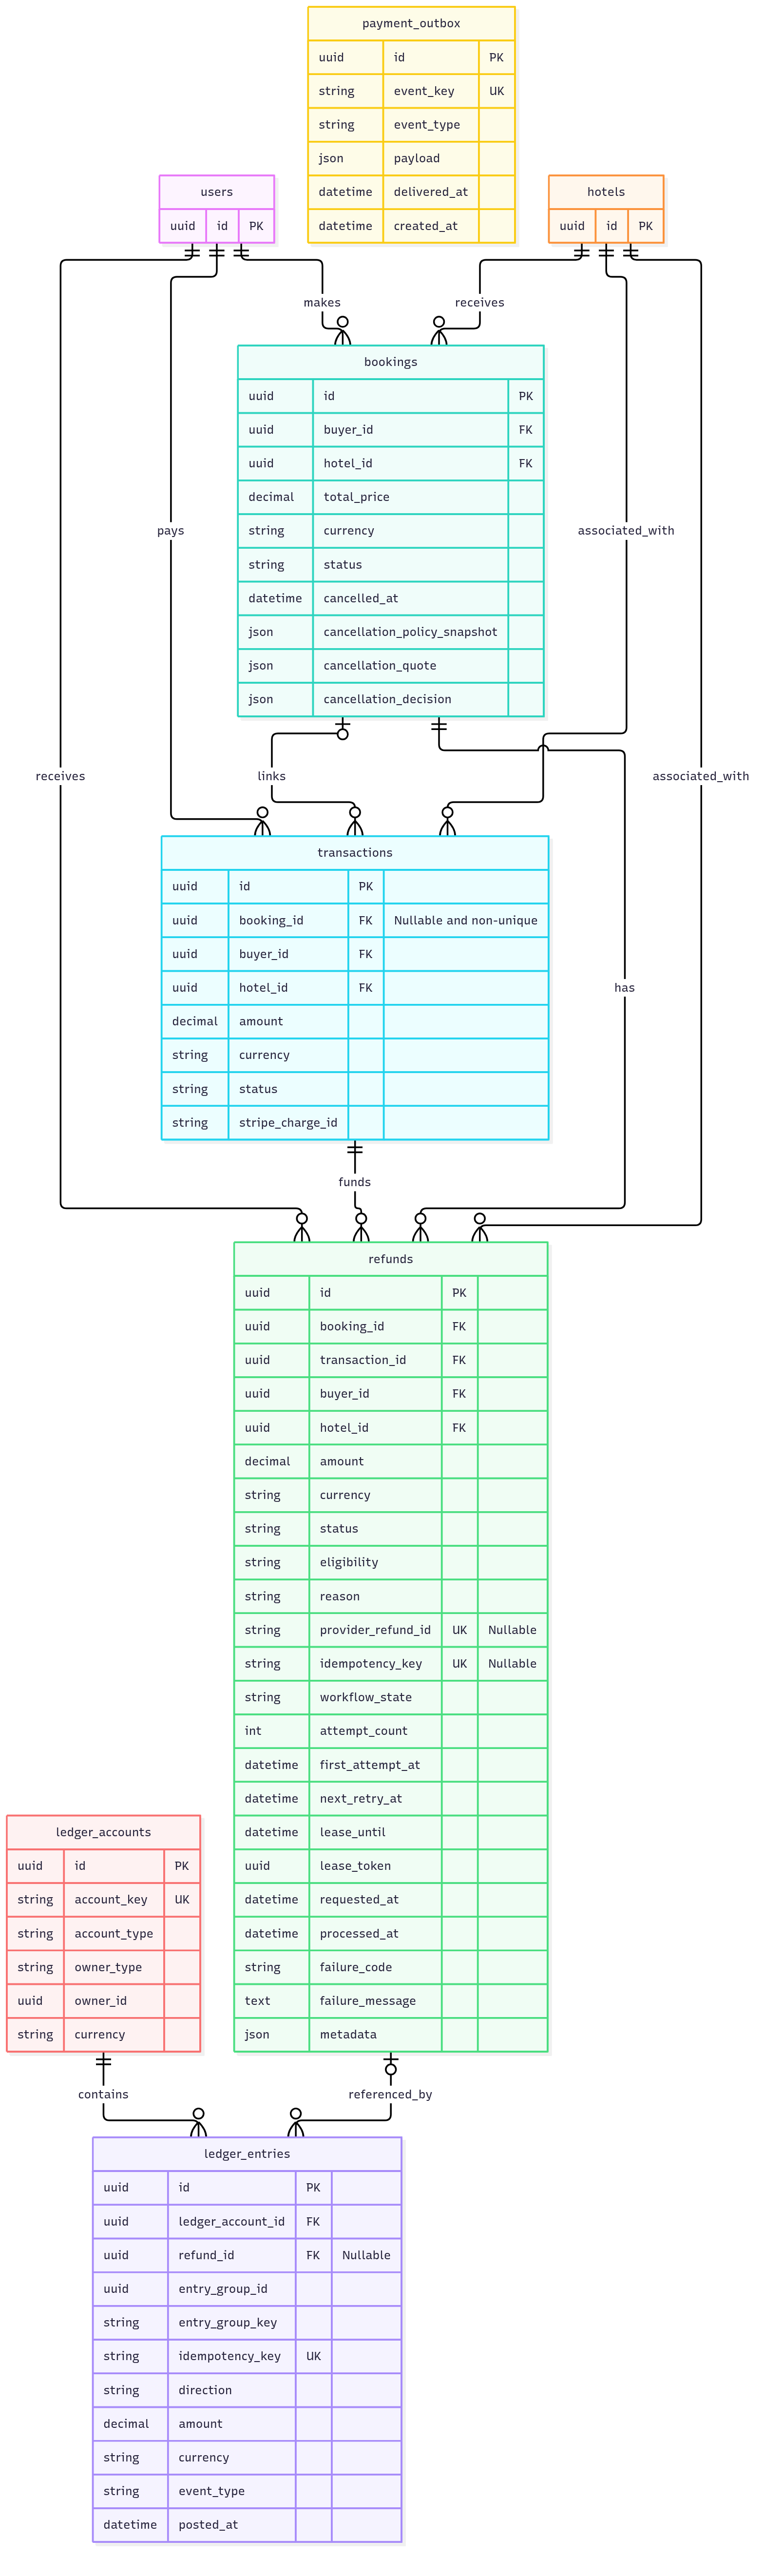 payment_outbox
uuid id PK
string event_key UK
string event_type
json payload
datetime delivered_at
datetime created_at
users
uuid id PK
hotels
uuid id PK
makes
receives
bookings
uuid id PK
uuid buyer_id FK
uuid hotel_id FK
decimal total_price
string currency
string status
datetime cancelled_at
json cancellation_policy_snapshot
json cancellation_quote
json cancellation_decision
pays
associated_with
receives
links
associated_with
transactions
uuid id PK
uuid booking_id FK Nullable and non-unique
uuid buyer_id FK
uuid hotel_id FK
decimal amount
string currency
string status
string stripe_charge_id
has
funds
refunds
uuid id PK
uuid booking_id FK
uuid transaction_id FK
uuid buyer_id FK
uuid hotel_id FK
decimal amount
string currency
string status
string eligibility
string reason
string provider_refund_id UK Nullable
string idempotency_key UK Nullable
string workflow_state
int attempt_count
datetime first_attempt_at
datetime next_retry_at
datetime lease_until
uuid lease_token
datetime requested_at
datetime processed_at
string failure_code
text failure_message
json metadata
ledger_accounts
uuid id PK
string account_key UK
string account_type
string owner_type
uuid owner_id
string currency
contains
referenced_by
ledger_entries
uuid id PK
uuid ledger_account_id FK
uuid refund_id FK Nullable
uuid entry_group_id
string entry_group_key
string idempotency_key UK
string direction
decimal amount
string currency
string event_type
datetime posted_at